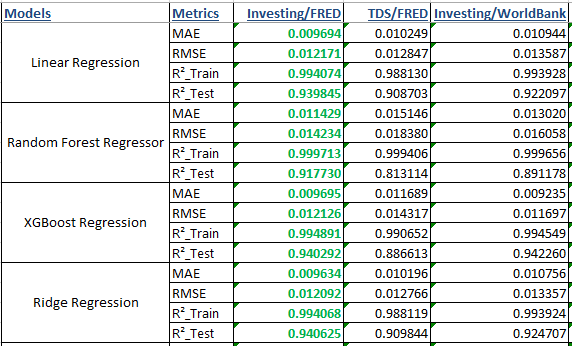 Models Metrics Investing/FRED TDS/FRED Investing/WorldBank
Linear Regression
MAE 0.009694 0.010249 0.010944
RMSE 0.012171 0.012847 0.013587
R²_Train 0.994074 0.988130 0.993928
R²_Test 0.939845 0.908703 0.922097
Random Forest Regressor
MAE 0.011429 0.015146 0.013020
RMSE 0.014234 0.018380 0.016058
R²_Train 0.999713 0.999406 0.999656
R²_Test 0.917730 0.813114 0.891178
XGBoost Regression
MAE 0.009695 0.011689 0.009235
RMSE 0.012126 0.014317 0.011697
R²_Train 0.994891 0.990652 0.994549
R²_Test 0.940292 0.886613 0.942260
Ridge Regression
MAE 0.009634 0.010196 0.010756
RMSE 0.012092 0.012766 0.013357
R²_Train 0.994068 0.988119 0.993924
R²_Test 0.940625 0.909844 0.924707